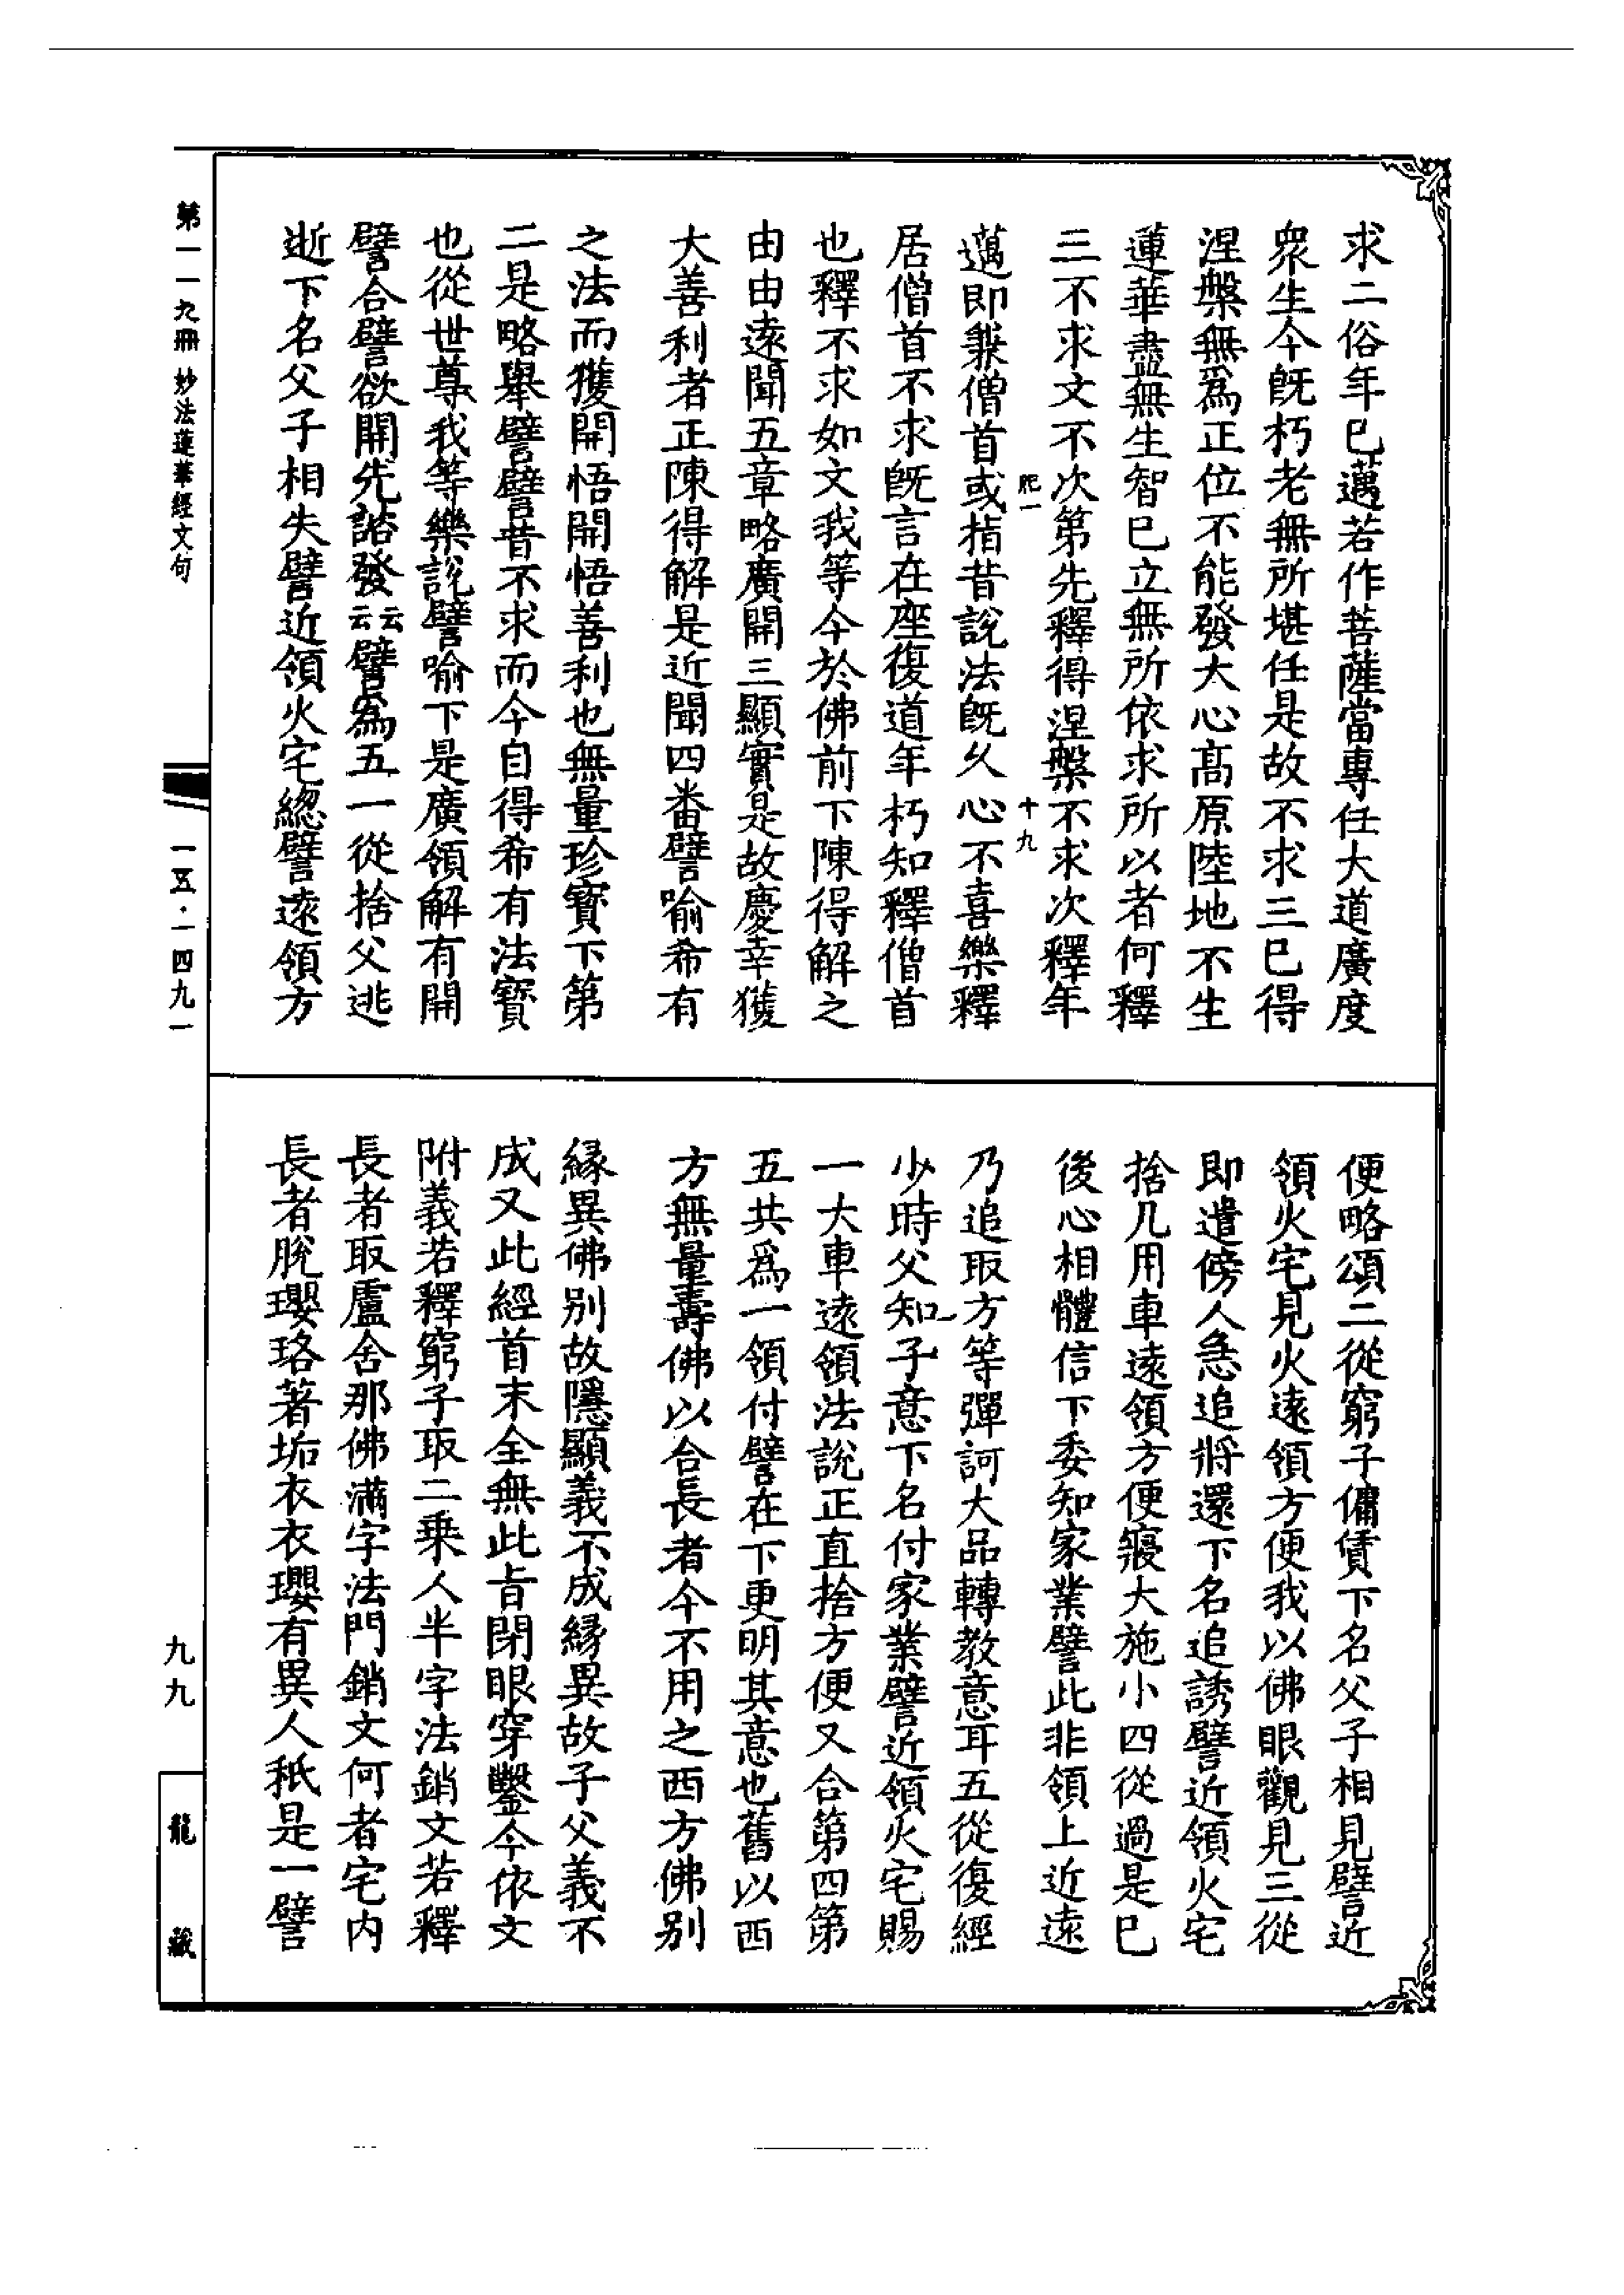 求二俗年已邁若作菩薩當專任大道廣度
衆生今旣朽老無所堪任是故不求三已得
涅槃無爲正位不能發大心高原陸地不生
蓮華盡無生智已立無所依求所以者何釋
三不求文不次第先釋得涅槃不求次釋年
肥一
十九
邁即兼僧首或指昔說法旣久心不喜樂釋
居僧首不求旣言在座復道年朽知釋僧首
也釋不求如文我等今於佛前下陳得解之
由由遠聞五章略廣開三顯實是故慶幸獲
大善利者正陳得解是近聞四番譬喻希有
之法而獲開悟開悟善利也無量珍寶下第
二是略舉譬譬昔不求而今自得希有法寶
也從世尊我等樂說譬喻下是廣領解有開
譬合譬欲開先諮發云云譬爲五一從捨父逃
逝下名父子相失譬近領火宅緫譬遠領方
便略頌二從窮子傭賃下名父子相見譬近
領火宅見火遠領方便我以佛眼觀見三從
即遣傍人急追將還下名追誘譬近領火宅
捨几用車遠領方便寢大施小四從過是已
後心相體信下委知家業譬此非領上近遠
乃追取方等彈訶大品轉教意耳五從復經
少時父知子意下名付家業譬近領火宅賜
一大車遠領法說正直捨方便又合第四第
五共爲一領付譬在下更明其意也舊以西
方無量壽佛以合長者今不用之西方佛别
緣異佛别故隱顯義不成緣異故子父義不
成又此經首末全無此旨閉眼穿鑿今依文
附義若釋窮子取二乗人半字法銷文若釋
長者取盧舍那佛滿字法門銷文何者宅内
長者脫瓔珞著垢衣衣瓔有異人秖是一譬
第一一九冊 妙法蓮華經文句
一五·一四九一
九九
龍藏